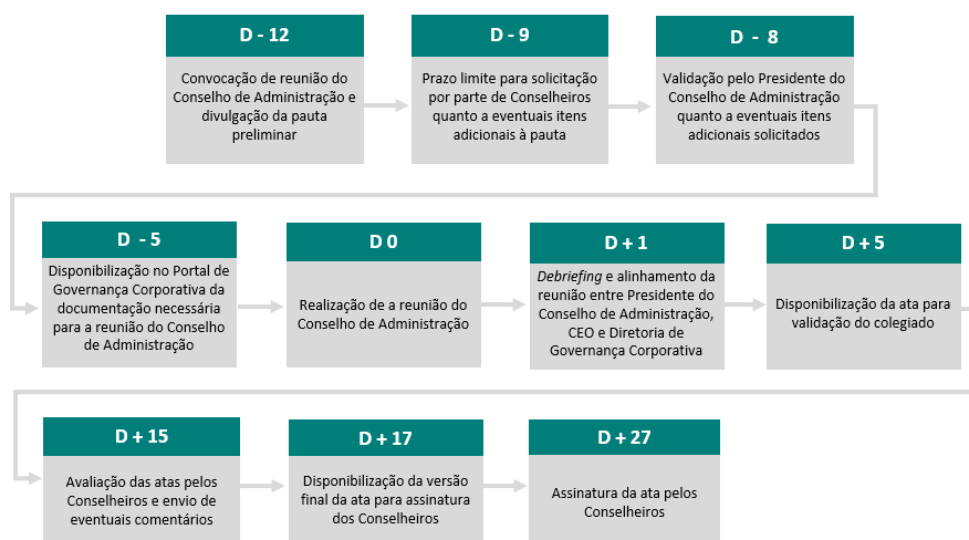 D - 12
Convocação de reunião do
Conselho de Administração e
divulgação da pauta
preliminar
D - 9
Prazo limite para solicitação
por parte de Conselheiros
quanto a eventuais itens
adicionais à pauta
D - 8
Validação pelo Presidente do
Conselho de Administração
quanto a eventuais itens
adicionais solicitados
D - 5
Disponibilização no Portal de
Governança Corporativa da
documentação necessária
para a reunião do Conselho
de Administração
D 0
Realização de a reunião do
Conselho de Administração
D + 1
Debriefing e alinhamento da
reunião entre Presidente do
Conselho de Administração,
CEO e Diretoria de
Governança Corporativa
D + 5
Disponibilização da ata para
validação do colegiado
D + 15
Avaliação das atas pelos
Conselheiros e envio de
eventuais comentários
D + 17
Disponibilização da versão
final da ata para assinatura
dos Conselheiros
D + 27
Assinatura da ata pelos
Conselheiros